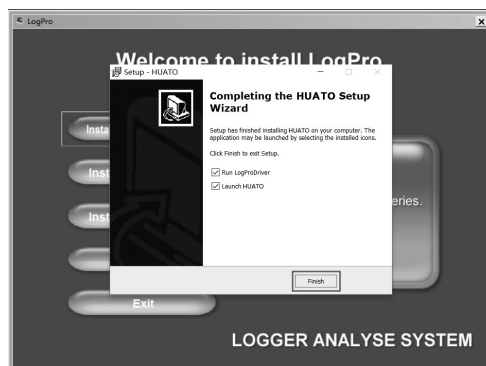 LogPro
Welcome to install LogPro
Setup - HUATO
Completing the HUATO Setup
Wizard
Setup has finished installing HUATO on your computer. The
application may be launched by selecting the installed icons.
Click Finish to exit Setup.
Run LogProDriver
Launch HUATO
Insta
Inst
Inst
eries.
Finish
Exit
LOGGER ANALYSE SYSTEM